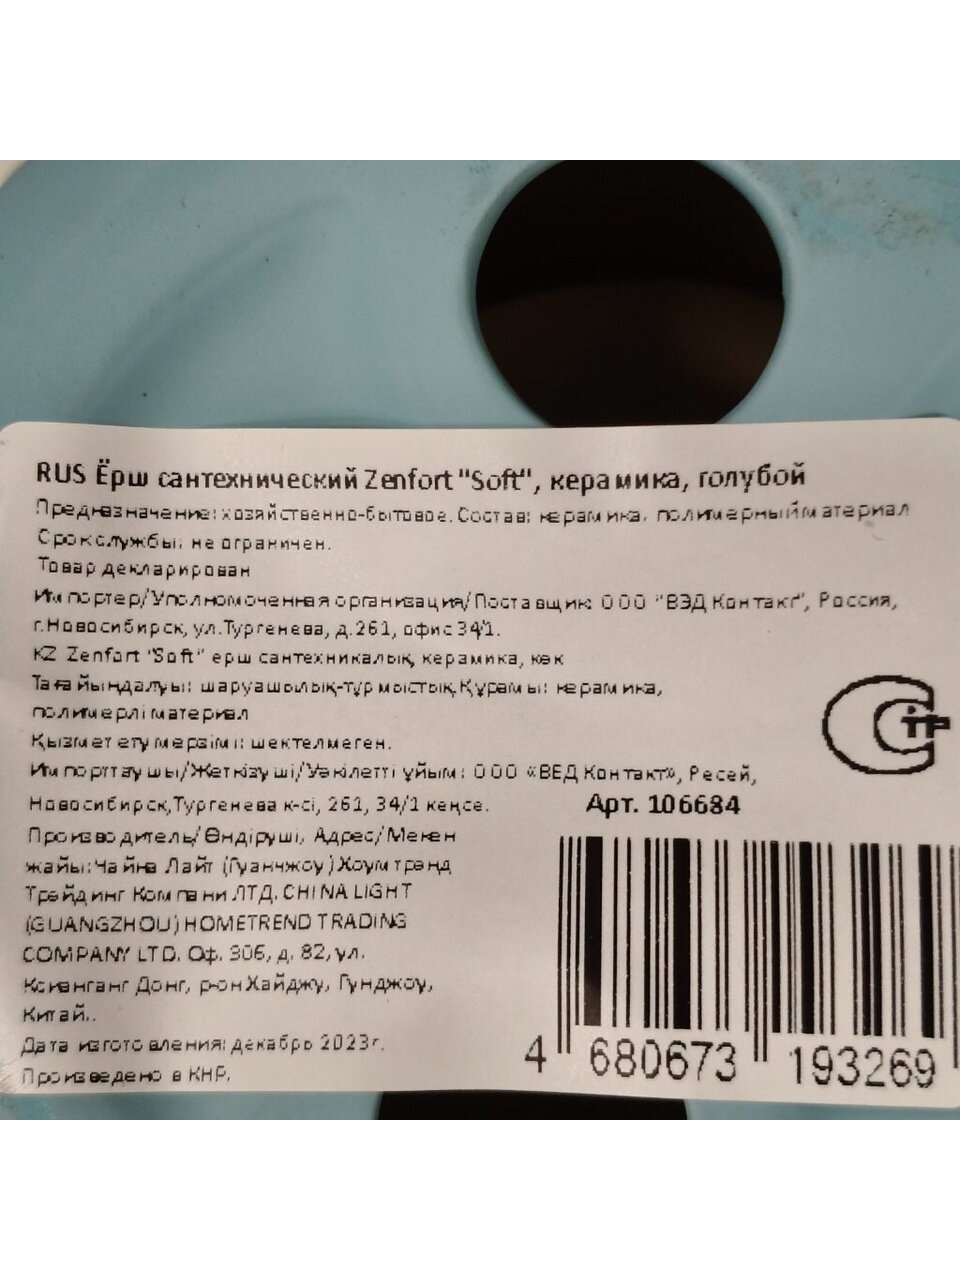 RUS Ёрш сантехнический Zenfort "Soft", керамика, голубой
Предназначение: хозяйственно-бытовое. Состав: керамика, полимерный материал
Срок службы: не ограничен.
Товар декларирован
Импортер/Уполномоченная организация/Поставщик: ООО "ВЭД Контакт", Россия,
г.Новосибирск, ул.Тургенева, д.261, офис 34/1.
KZ Zenfort "Soft" ерш сантехникалық, керамика, көк
Тағайындалуы: шаруашылық-тұрмыстық.Құрамы: керамика,
полимерлі материал
Қызмет ету мерзімі: шектелмеген.
Импорттаушы/Жеткізуші/Уәкілетті ұйым: ООО «ВЕД Контакт», Ресей,
Новосибирск,Тургенева к-сі, 261, 34/1 кеңсе.
Арт. 106684
Производитель/Өндіруші, Адрес/Мекен
жайы:Чайна Лайт (Гуанчжоу)Хоумтрэнд
Трейдинг Компани ЛТД. CHINA LIGHT
(GUANGZHOU) HOMETREND TRADING
COMPANY LTD. Оф. 306, д. 82, ул.
Ксианганг Донг, р-он Хайджу, Гунджоу,
Китай..
Дата изготовления: декабрь 2023г.
Произведено в КНР.
4 680673 193269